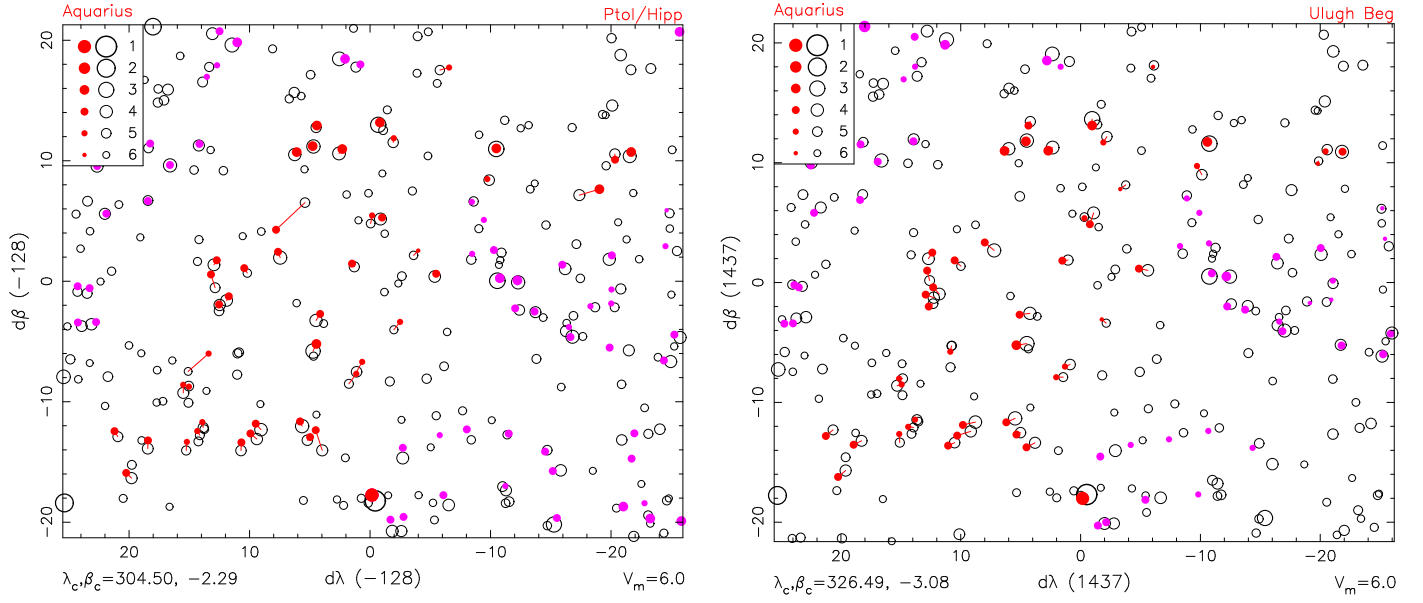 Aquarius Ptol/Hipp
1
2
3
4
5
6
20
10
0
−10
−20
dβ (−128)
20 10 0 −10 −20
λc,βc=304.50, −2.29 dλ (−128) Vm=6.0
Aquarius Ulugh Beg
1
2
3
4
5
6
20
10
0
−10
−20
dβ (1437)
20 10 0 −10 −20
λc,βc=326.49, −3.08 dλ (1437) Vm=6.0